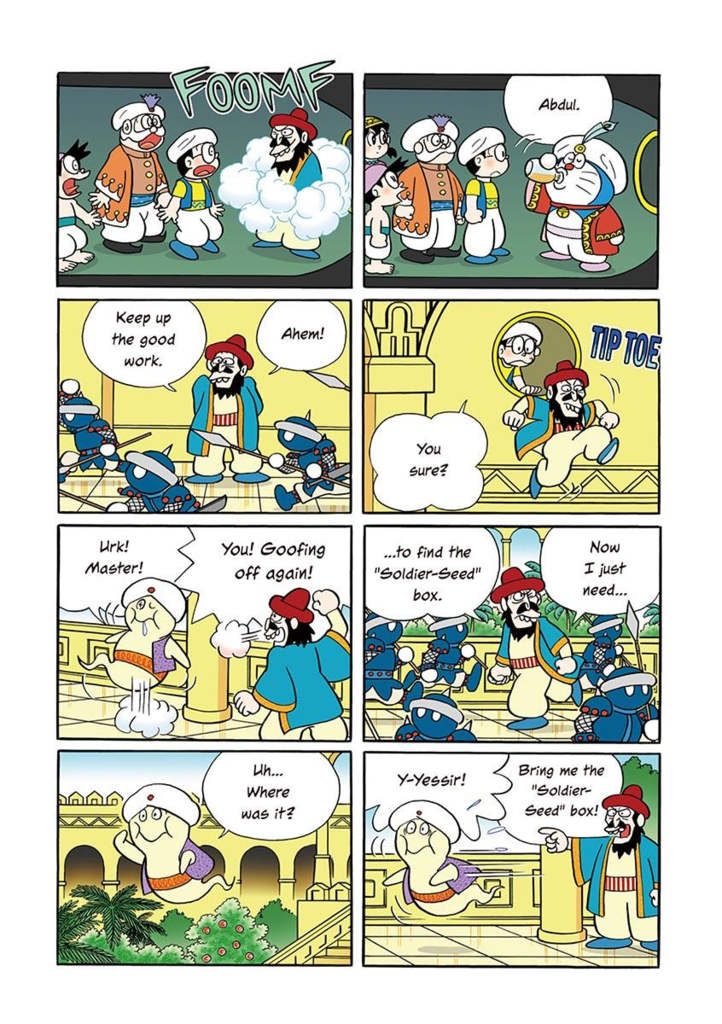 Abdul.
FOOMF
TIP TOE
You
sure?
Ahem!
Keep up
the good
work.
Now
I just
need...
...to find the
"Soldier-Seed"
box.
You! Goofing
off again!
Urk!
Master!
Bring me the
"Soldier-
Seed" box!
Y-Yessir!
Uh...
Where
was it?